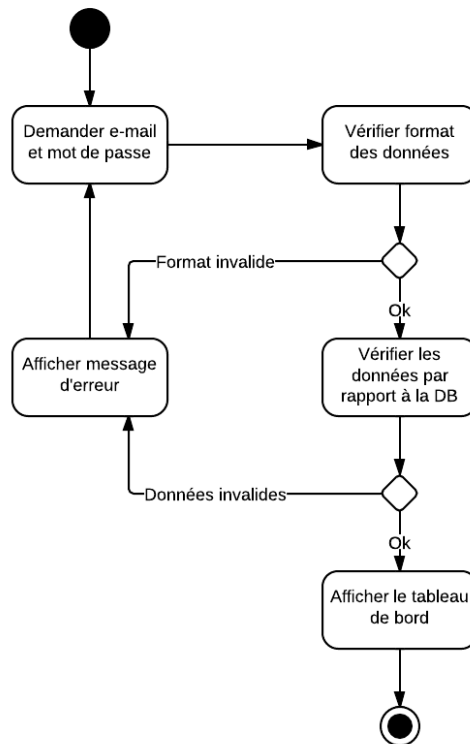 Demander e-mail
et mot de passe
Vérifier format
des données
Format invalide
Ok
Afficher message
d'erreur
Vérifier les
données par
rapport à la DB
Données invalides
Ok
Afficher le tableau
de bord